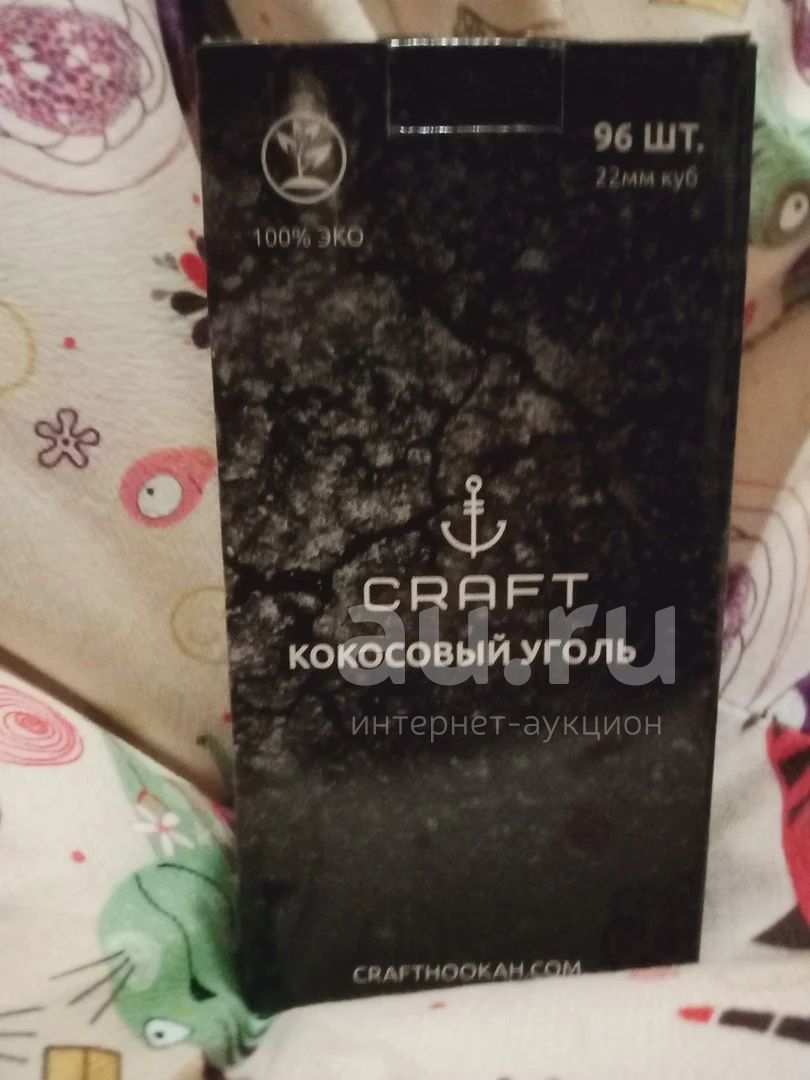 96 ШТ.
22мм куб
100% ЭКО
CRAFT
КОКОСОВЫЙ УГОЛЬ
au.ru
интернет-аукцион
CRAFTHOOKAH.COM